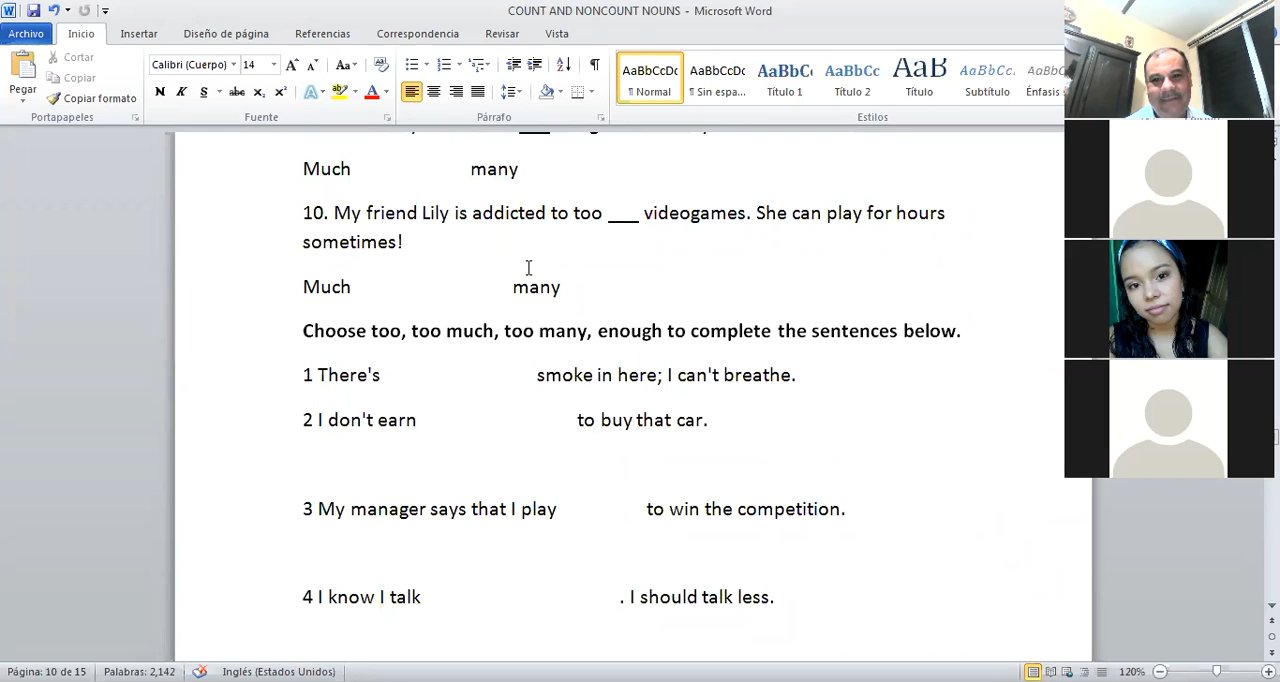 COUNT AND NONCOUNT NOUNS - Microsoft Word
Archivo Inicio Insertar Diseño de página Referencias Correspondencia Revisar Vista
Pegar
Cortar
Copiar
Copiar formato
Portapapeles
Calibri (Cuerpo) 14
Fuente
Párrafo
AaBbCcDc AaBbCcDc AaBbC AaBbCc AaB AaBbCc. AaBbCc
¶ Normal ¶ Sin espa... Título 1 Título 2 Título Subtítulo Énfasis
Estilos
Much many
10. My friend Lily is addicted to too ___ videogames. She can play for hours
sometimes!
Much many
Choose too, too much, too many, enough to complete the sentences below.
1 There's smoke in here; I can't breathe.
2 I don't earn to buy that car.
3 My manager says that I play to win the competition.
4 I know I talk . I should talk less.
Página: 10 de 15 Palabras: 2,142 Inglés (Estados Unidos) 120%